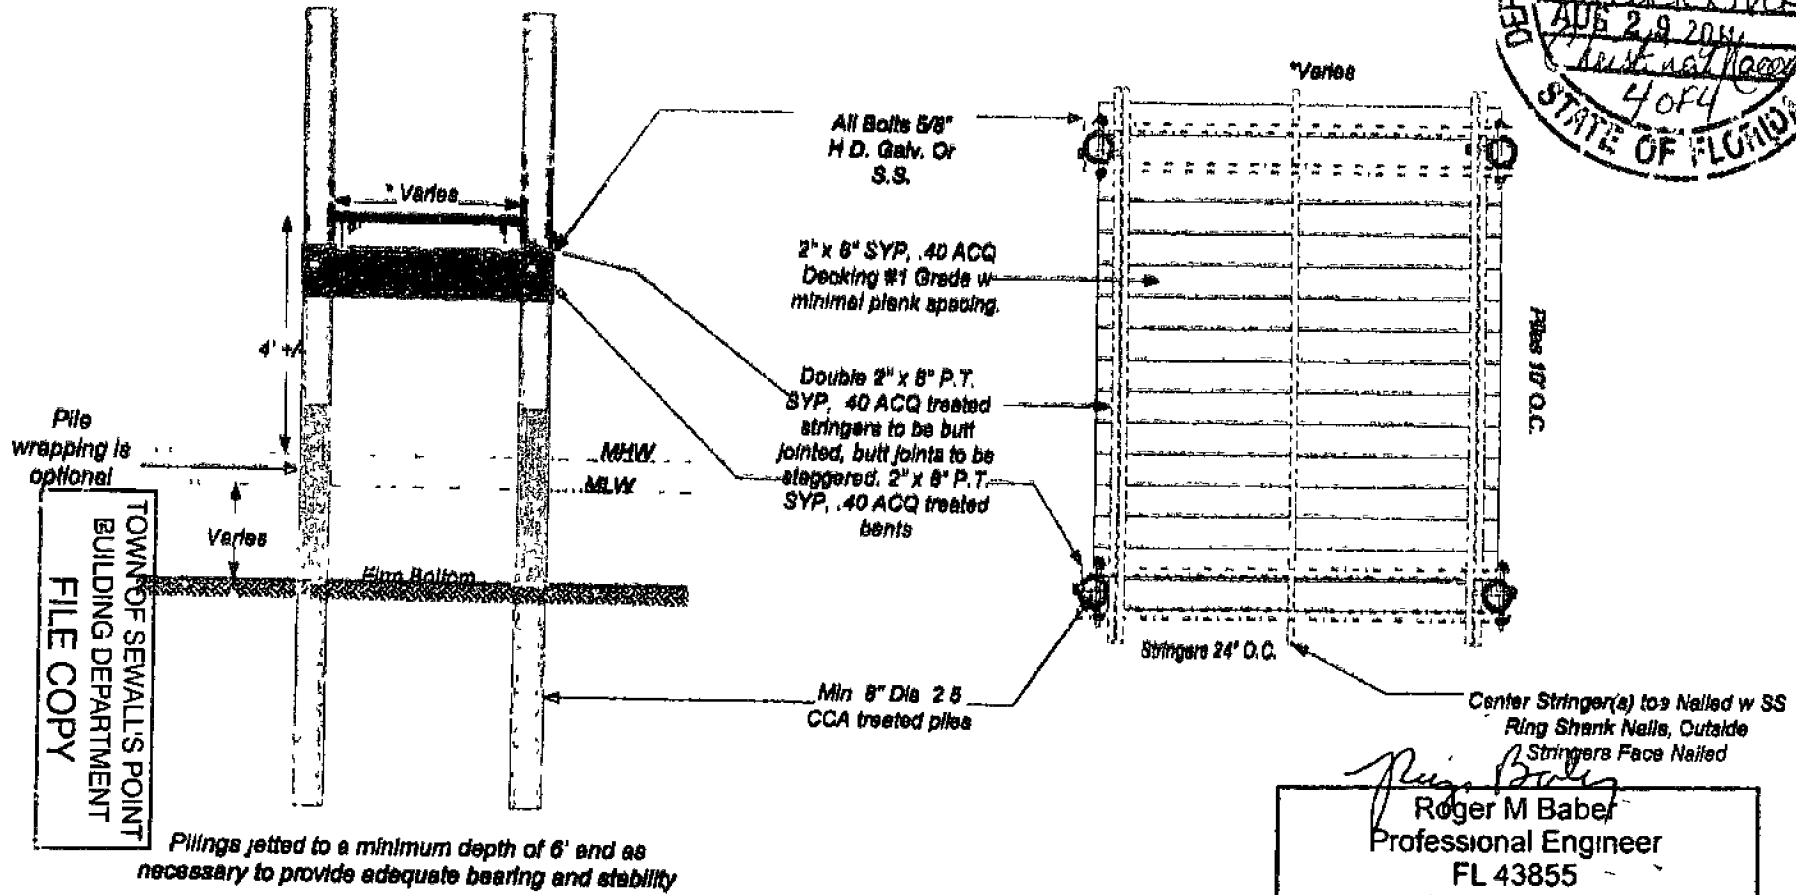 AUG 29 2014
4 OF 4
STATE OF FLORIDA
*Varies
* Varies
All Bolts 5/8"
H D. Galv. Or
S.S.
2" x 6" SYP, .40 ACQ
Decking #1 Grade w
minimal plank spacing.
Piles 10' O.C.
4' +/-
Double 2" x 8" P.T.
SYP, .40 ACQ treated
stringers to be butt
jointed, butt joints to be
staggered. 2" x 8" P.T.
SYP, .40 ACQ treated
bents
Pile
wrapping is
optional
MHW
MLW
Varies
Firm Bottom
TOWN OF SEWALL'S POINT
BUILDING DEPARTMENT
FILE COPY
Stringers 24" O.C.
Min 8" Dia 2 5
CCA treated piles
Center Stringer(s) toe Nailed w SS
Ring Shank Nails, Outside
Stringers Face Nailed
Roger M Baber
Professional Engineer
FL 43855
Pilings jetted to a minimum depth of 6' and as
necessary to provide adequate bearing and stability